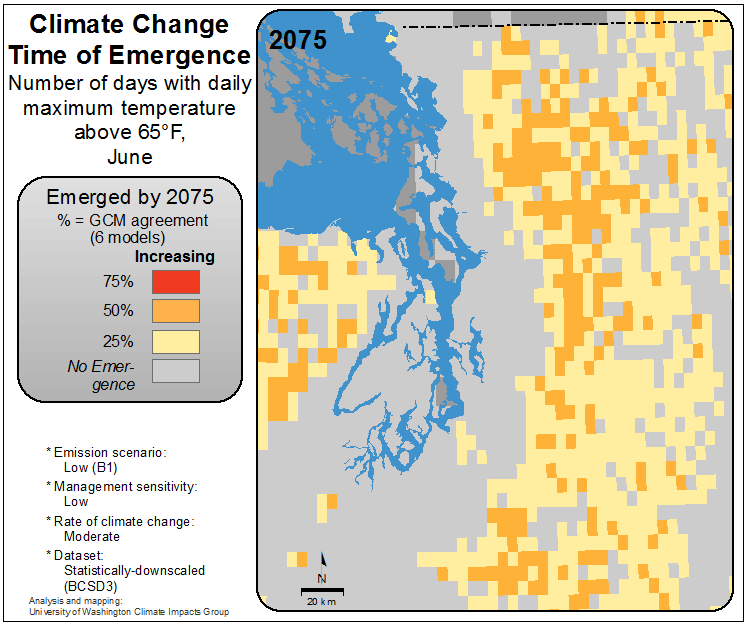 Climate Change
Time of Emergence
Number of days with daily
maximum temperature
above 65°F,
June
Emerged by 2075
% = GCM agreement
(6 models)
Increasing
75%
50%
25%
No Emer-
gence
* Emission scenario:
Low (B1)
* Management sensitivity:
Low
* Rate of climate change:
Moderate
* Dataset:
Statistically-downscaled
(BCSD3)
Analysis and mapping:
University of Washington Climate Impacts Group
2075
N
20 km